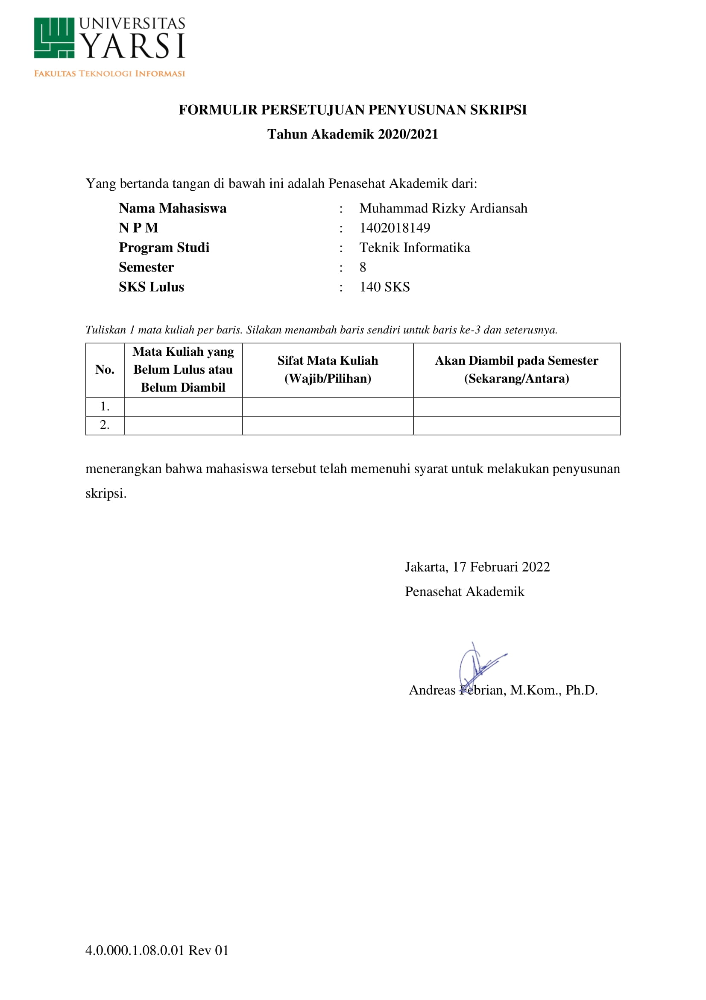 UNIVERSITAS
YARSI
FAKULTAS TEKNOLOGI INFORMASI
FORMULIR PERSETUJUAN PENYUSUNAN SKRIPSI
Tahun Akademik 2020/2021
Yang bertanda tangan di bawah ini adalah Penasehat Akademik dari:
Nama Mahasiswa : Muhammad Rizky Ardiansah
N P M : 1402018149
Program Studi : Teknik Informatika
Semester : 8
SKS Lulus : 140 SKS
Tuliskan 1 mata kuliah per baris. Silakan menambah baris sendiri untuk baris ke-3 dan seterusnya.
No.
Mata Kuliah yang
Belum Lulus atau
Belum Diambil
Sifat Mata Kuliah
(Wajib/Pilihan)
Akan Diambil pada Semester
(Sekarang/Antara)
1.
2.
menerangkan bahwa mahasiswa tersebut telah memenuhi syarat untuk melakukan penyusunan
skripsi.
Jakarta, 17 Februari 2022
Penasehat Akademik
Andreas Febrian, M.Kom., Ph.D.
4.0.000.1.08.0.01 Rev 01